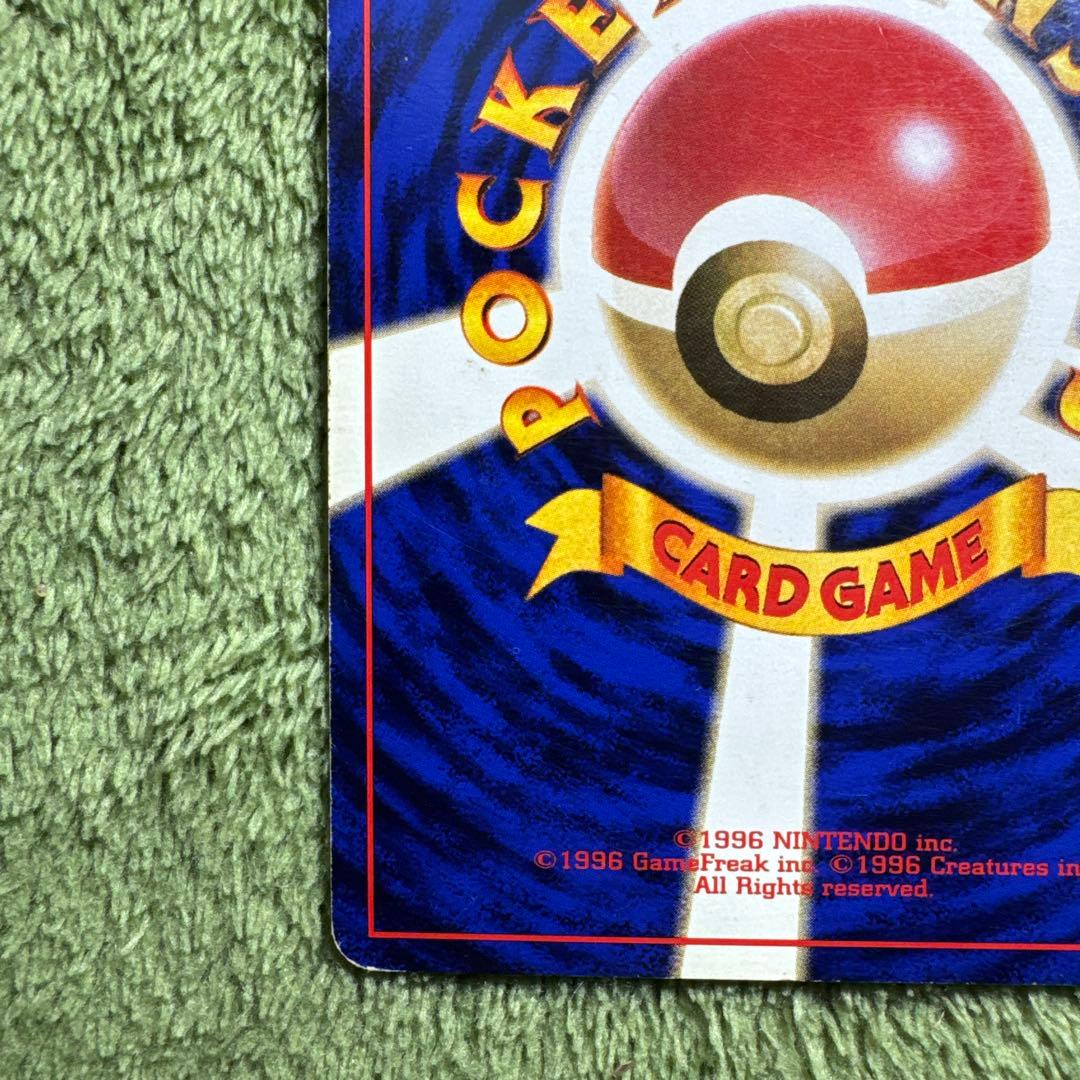 POCKE
CARD GAME
©1996 NINTENDO inc.
©1996 GameFreak inc. ©1996 Creatures in
All Rights reserved.